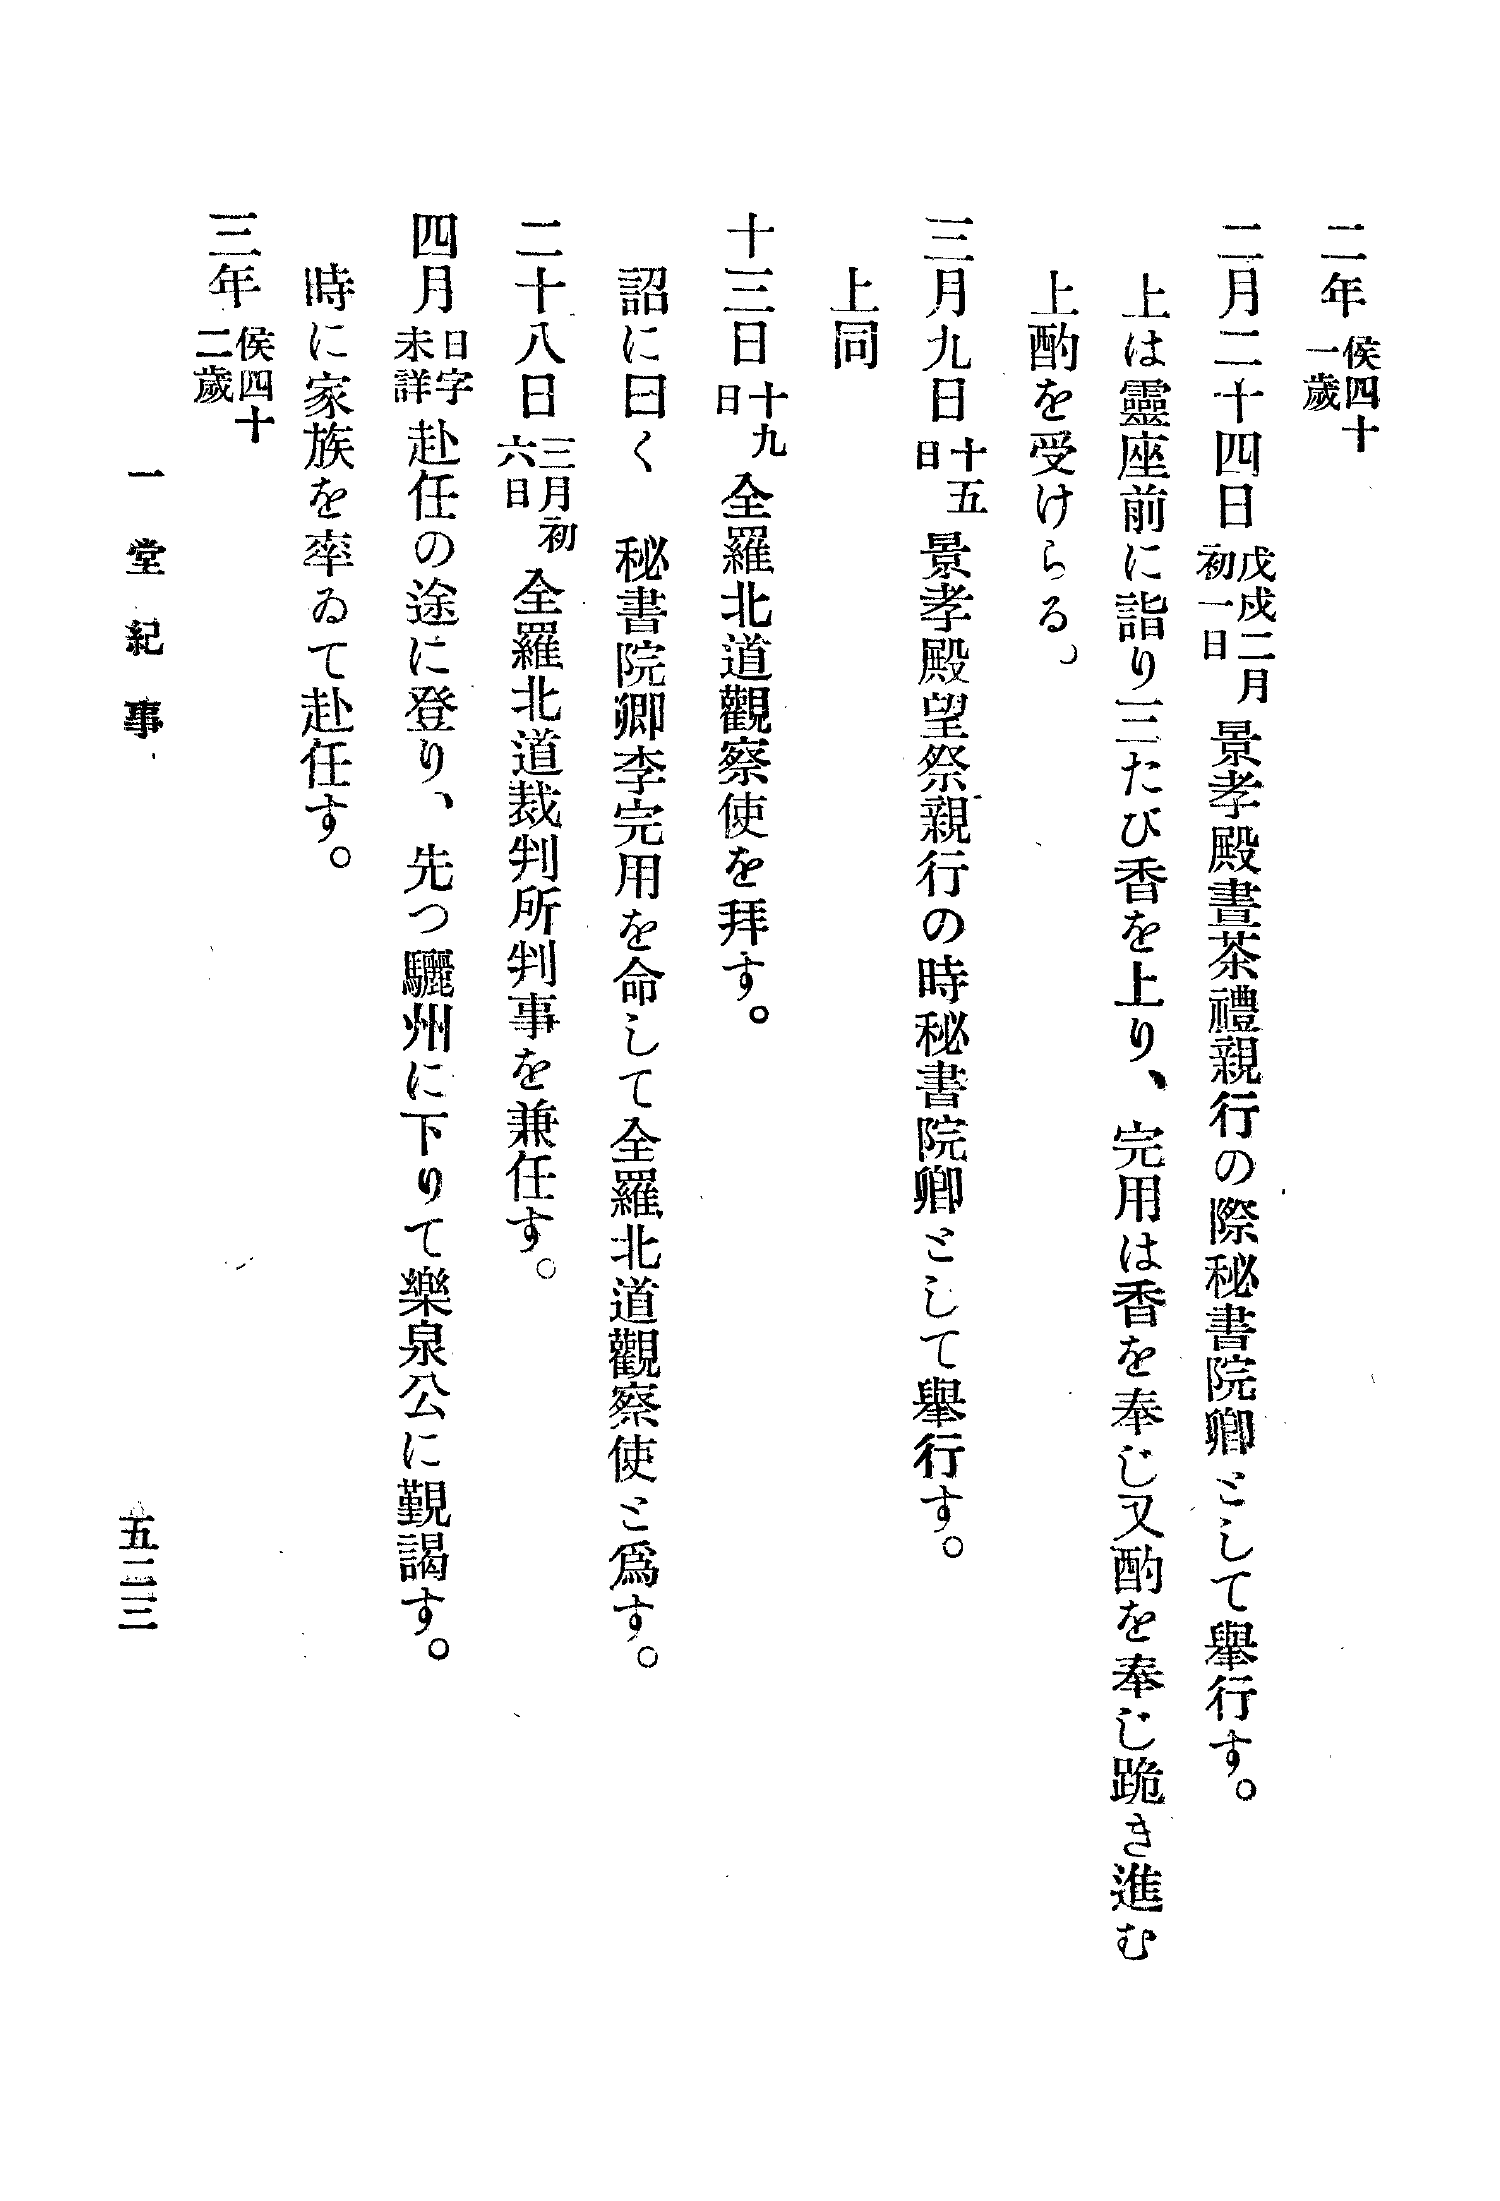 二年 侯四十一歲
二月二十四日 戊戌二月初一日 景孝殿晝茶禮親行の際秘書院卿として擧行す。
上は靈座前に詣り三たび香を上り、完用は香を奉じ又酌を奉じ跪き進む
上酌を受けらる。
三月九日 十五日 景孝殿望祭親行の時秘書院卿として擧行す。
上同
十三日 十九日 全羅北道觀察使を拜す。
詔に曰く 秘書院卿李完用を命して全羅北道觀察使と爲す。
二十八日 三月初六日 全羅北道裁判所判事を兼任す。
四月 日字未詳 赴任の途に登り、先つ驪州に下りて樂泉公に覲謁す。
時に家族を率ゐて赴任す。
三年 侯四十二歲
一堂紀事
五二三